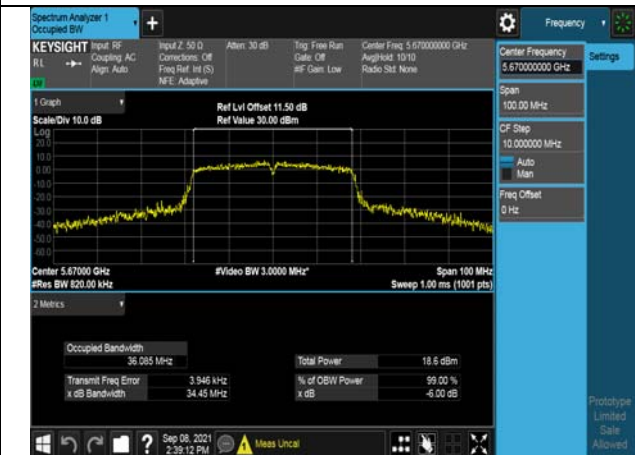 Spectrum Analyzer 1
Occupied BW
+
Frequency
KEYSIGHT
RL
Input: RF
Coupling: AC
Align: Auto
Input Z: 50 Ω
Corrections: Off
Freq Ref: Int (S)
NFE: Adaptive
Atten: 30 dB
Trig: Free Run
Gate: Off
#IF Gain: Low
Center Freq: 5.670000000 GHz
Avg|Hold: 10/10
Radio Std: None
Center Frequency
5.670000000 GHz
Settings
Span
100.00 MHz
CF Step
10.000000 MHz
Auto
Man
Freq Offset
0 Hz
1 Graph
Scale/Div 10.0 dB
Ref Lvl Offset 11.50 dB
Ref Value 30.00 dBm
Log
20.0
10.0
0.00
-10.0
-20.0
-30.0
-40.0
-50.0
-60.0
Center 5.67000 GHz
#Res BW 820.00 kHz
#Video BW 3.0000 MHz*
Span 100 MHz
Sweep 1.00 ms (1001 pts)
2 Metrics
Occupied Bandwidth
36.085 MHz
Total Power 18.6 dBm
Transmit Freq Error 3.946 kHz
% of OBW Power 99.00 %
x dB Bandwidth 34.45 MHz
x dB -6.00 dB
Prototype
Limited
Sale
Allowed
?
Sep 08, 2021
2:39:12 PM
Meas Uncal